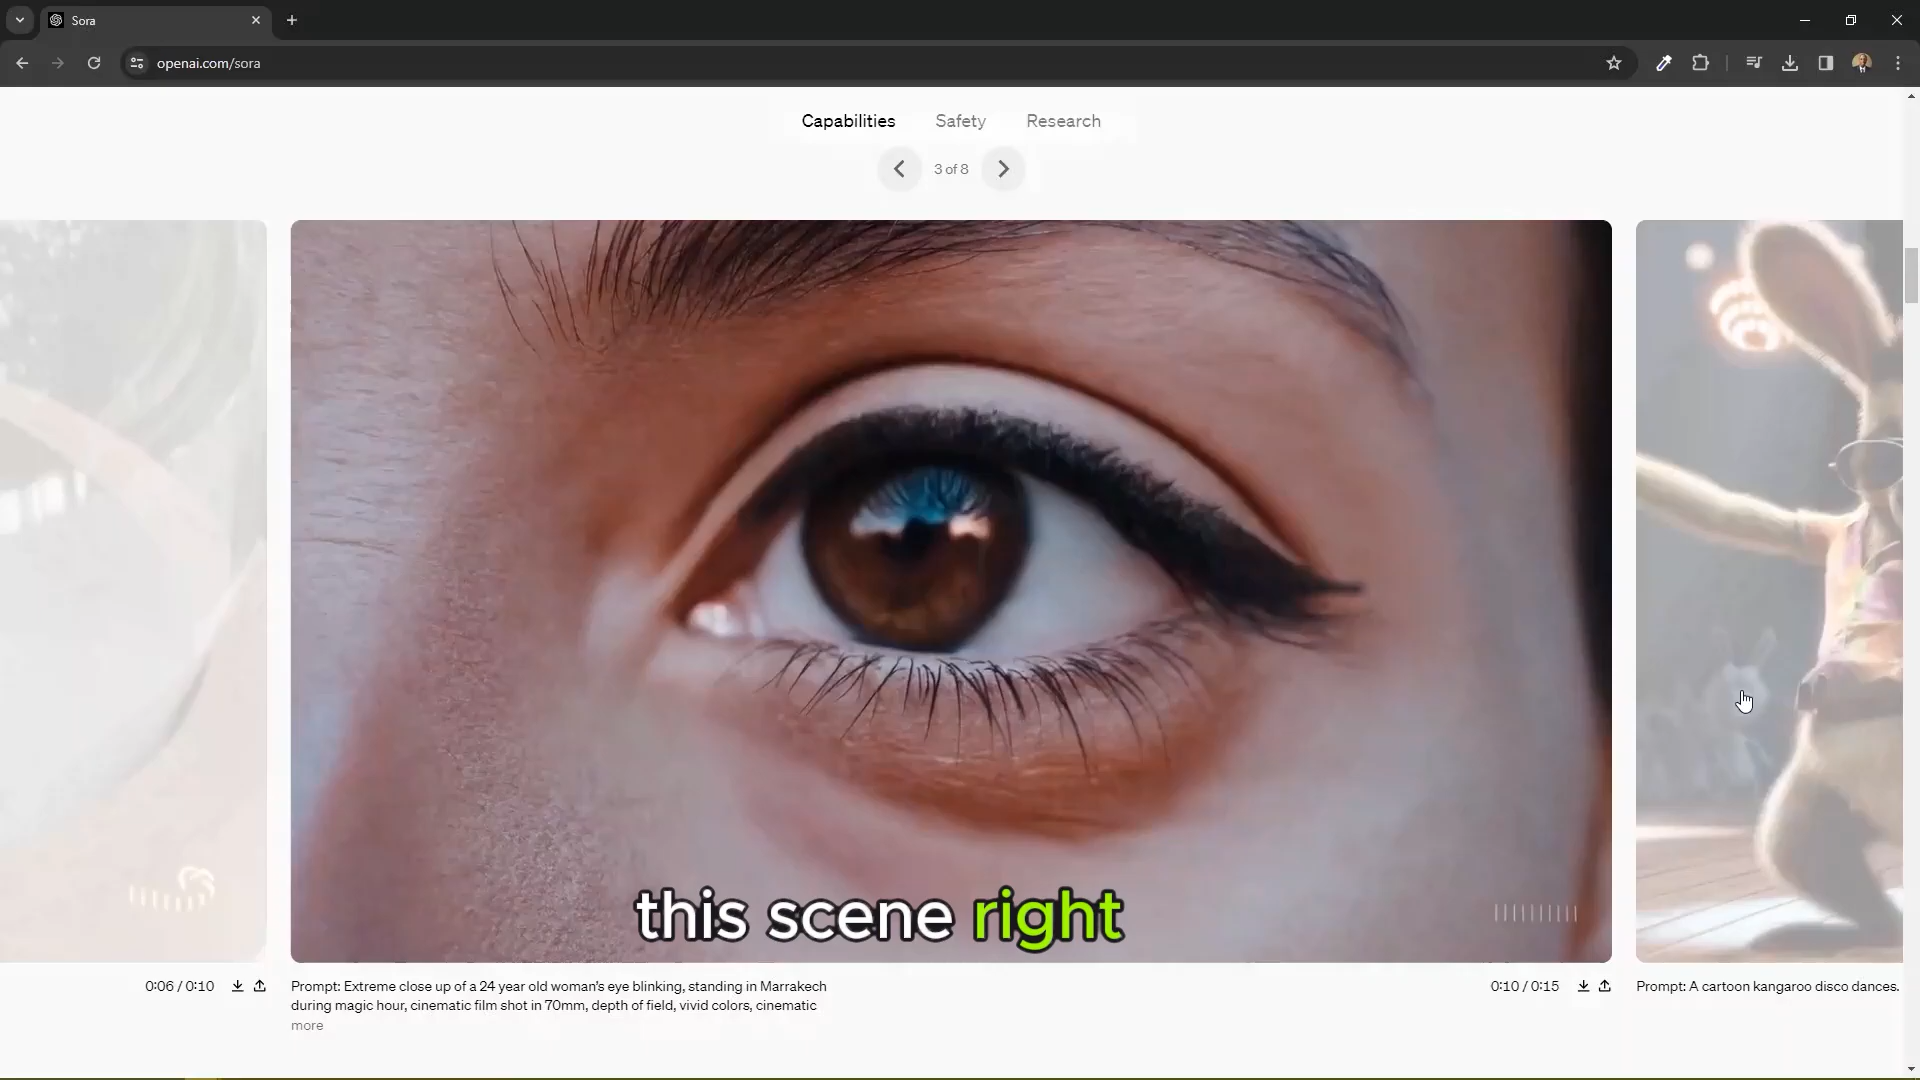 Sora
openai.com/sora
Capabilities Safety Research
3 of 8
this scene right
0:06 / 0:10
Prompt: Extreme close up of a 24 year old woman's eye blinking, standing in Marrakech
during magic hour, cinematic film shot in 70mm, depth of field, vivid colors, cinematic
more
0:10 / 0:15
Prompt: A cartoon kangaroo disco dances.